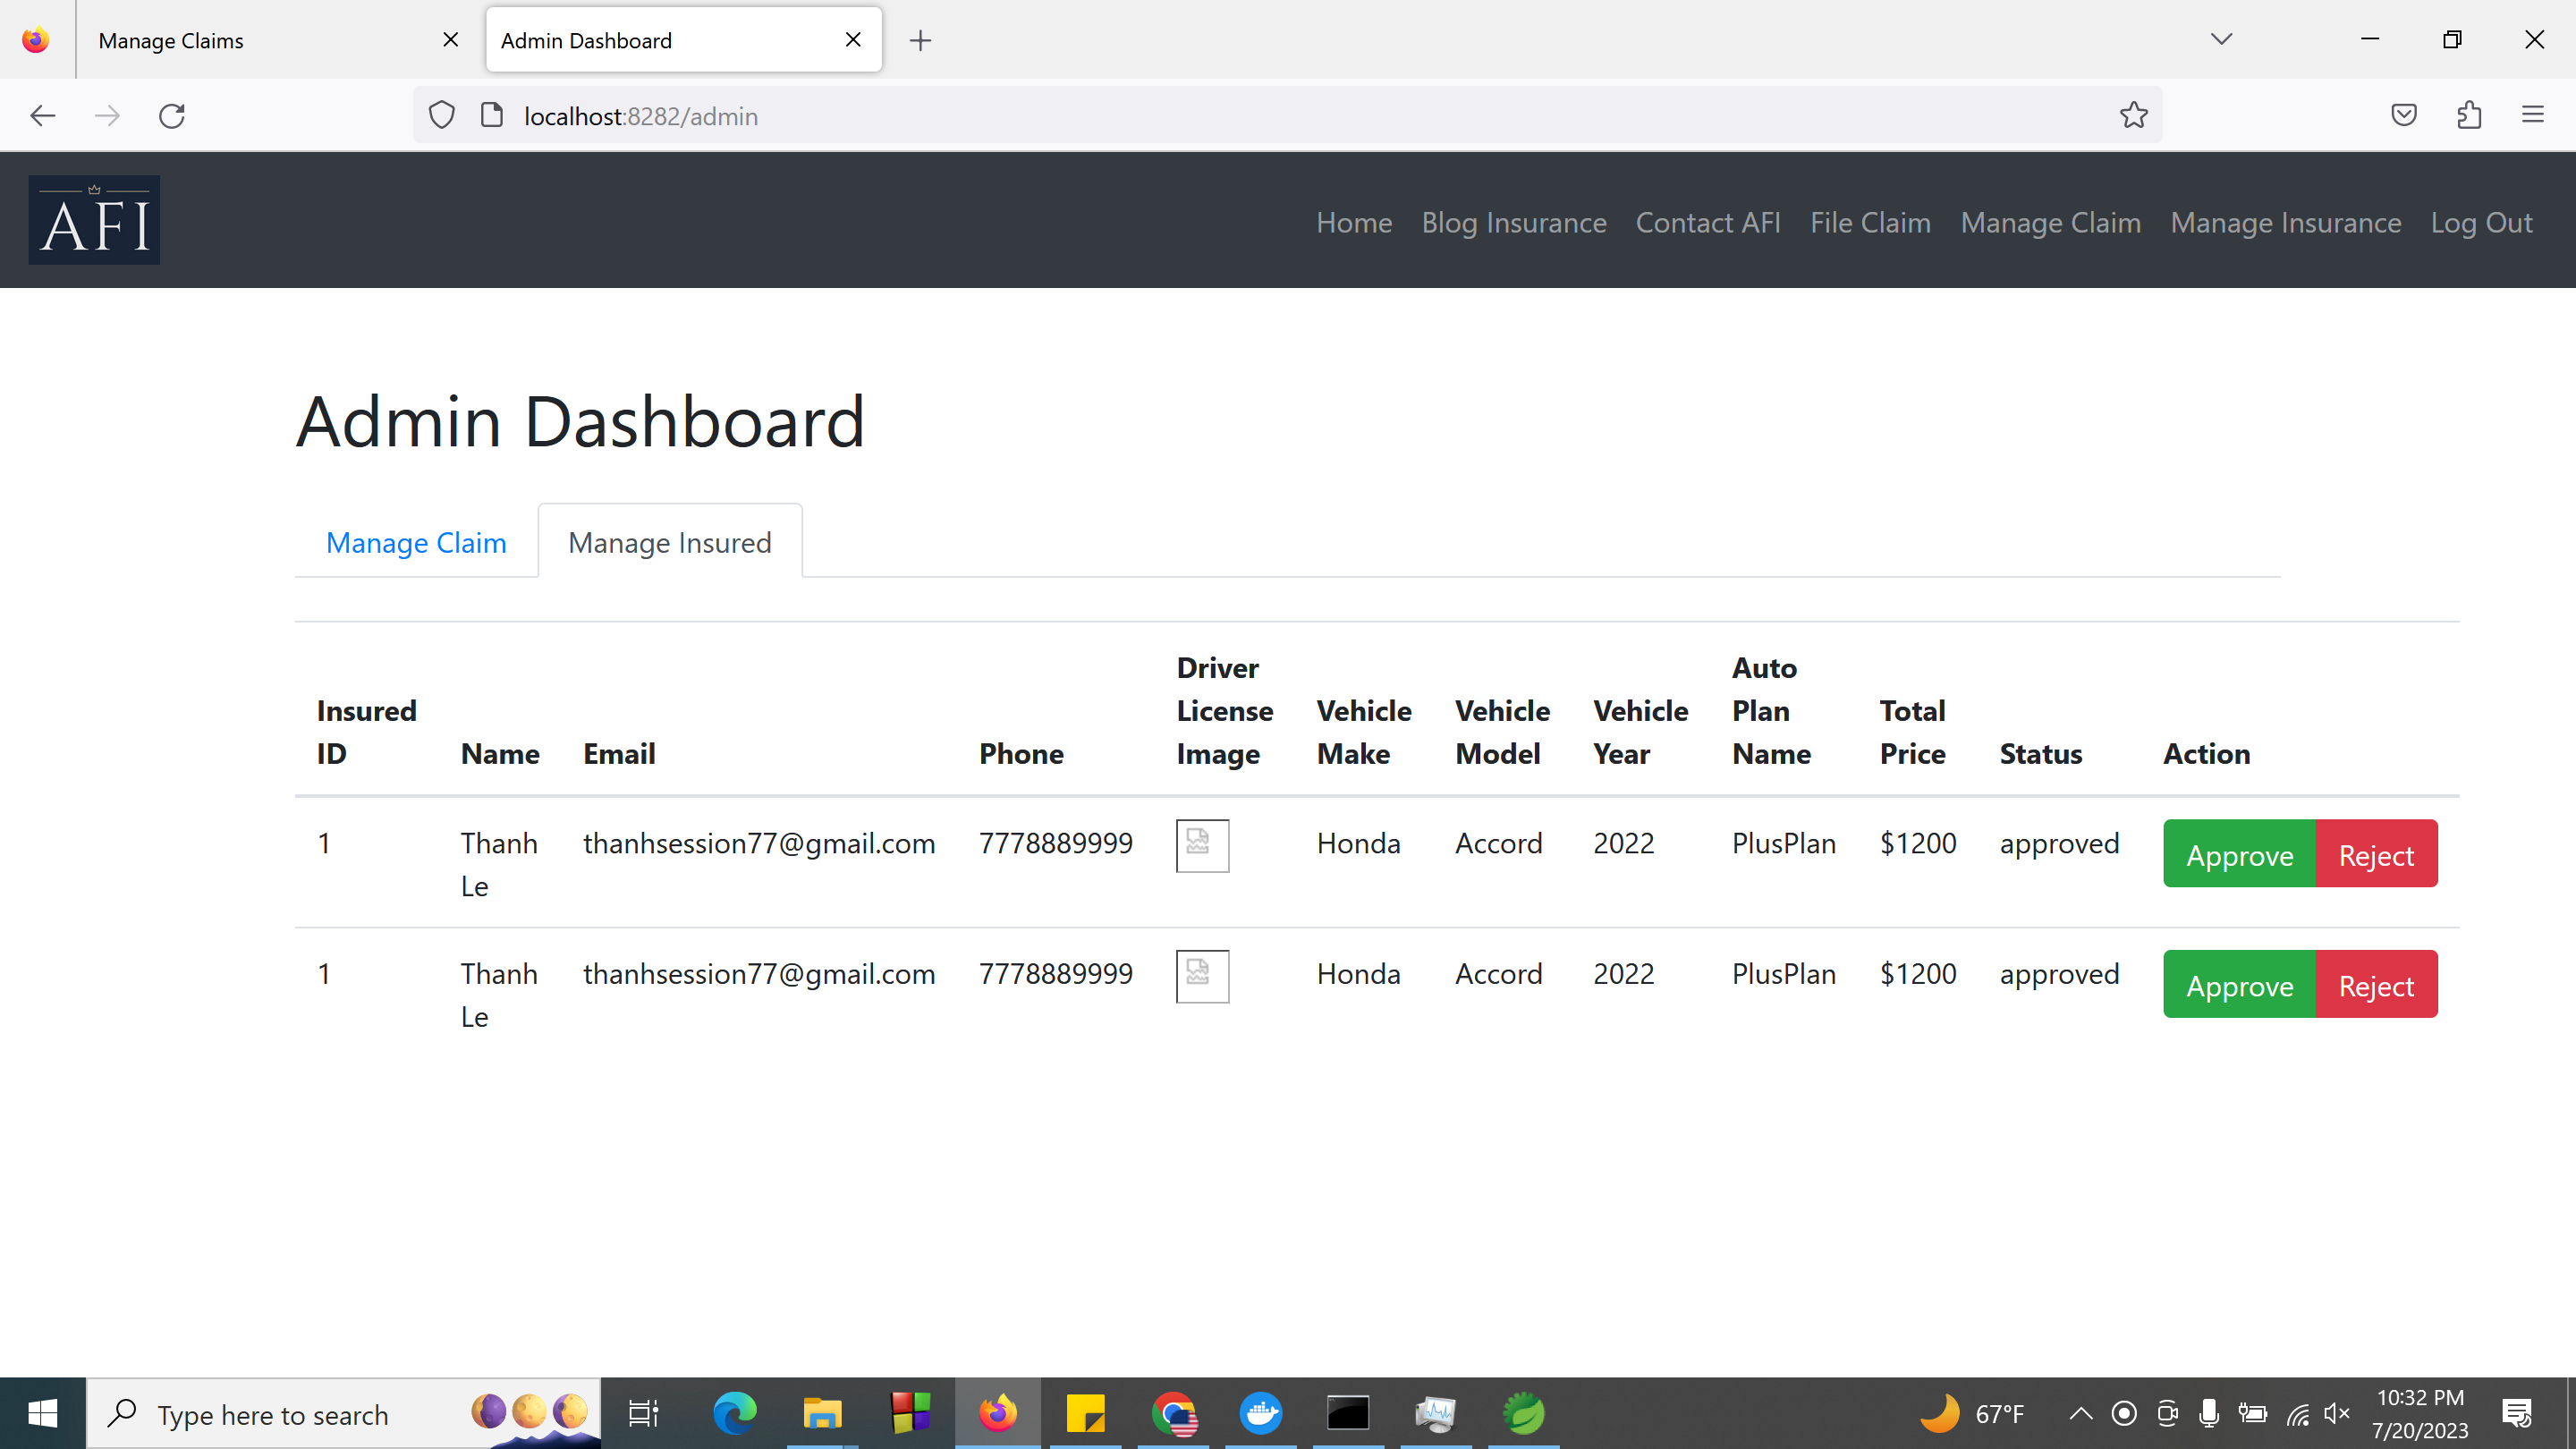 Manage Claims
Admin Dashboard
localhost:8282/admin
AFI
Home Blog Insurance Contact AFI File Claim Manage Claim Manage Insurance Log Out
Admin Dashboard
Manage Claim Manage Insured
Insured ID Name Email Phone Driver License Image Vehicle Make Vehicle Model Vehicle Year Auto Plan Name Total Price Status Action
1 Thanh Le thanhsession77@gmail.com 7778889999 Honda Accord 2022 PlusPlan $1200 approved Approve Reject
1 Thanh Le thanhsession77@gmail.com 7778889999 Honda Accord 2022 PlusPlan $1200 approved Approve Reject
Type here to search
67°F
10:32 PM
7/20/2023